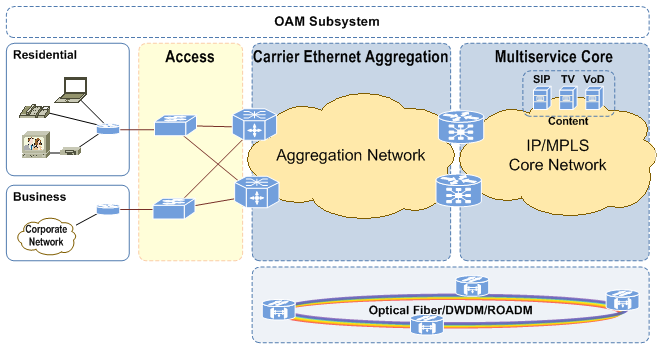 OAM Subsystem
Residential
Access
Carrier Ethernet Aggregation
Multiservice Core
SIP TV VoD
Content
Aggregation Network
IP/MPLS
Core Network
Business
Corporate
Network
Optical Fiber/DWDM/ROADM